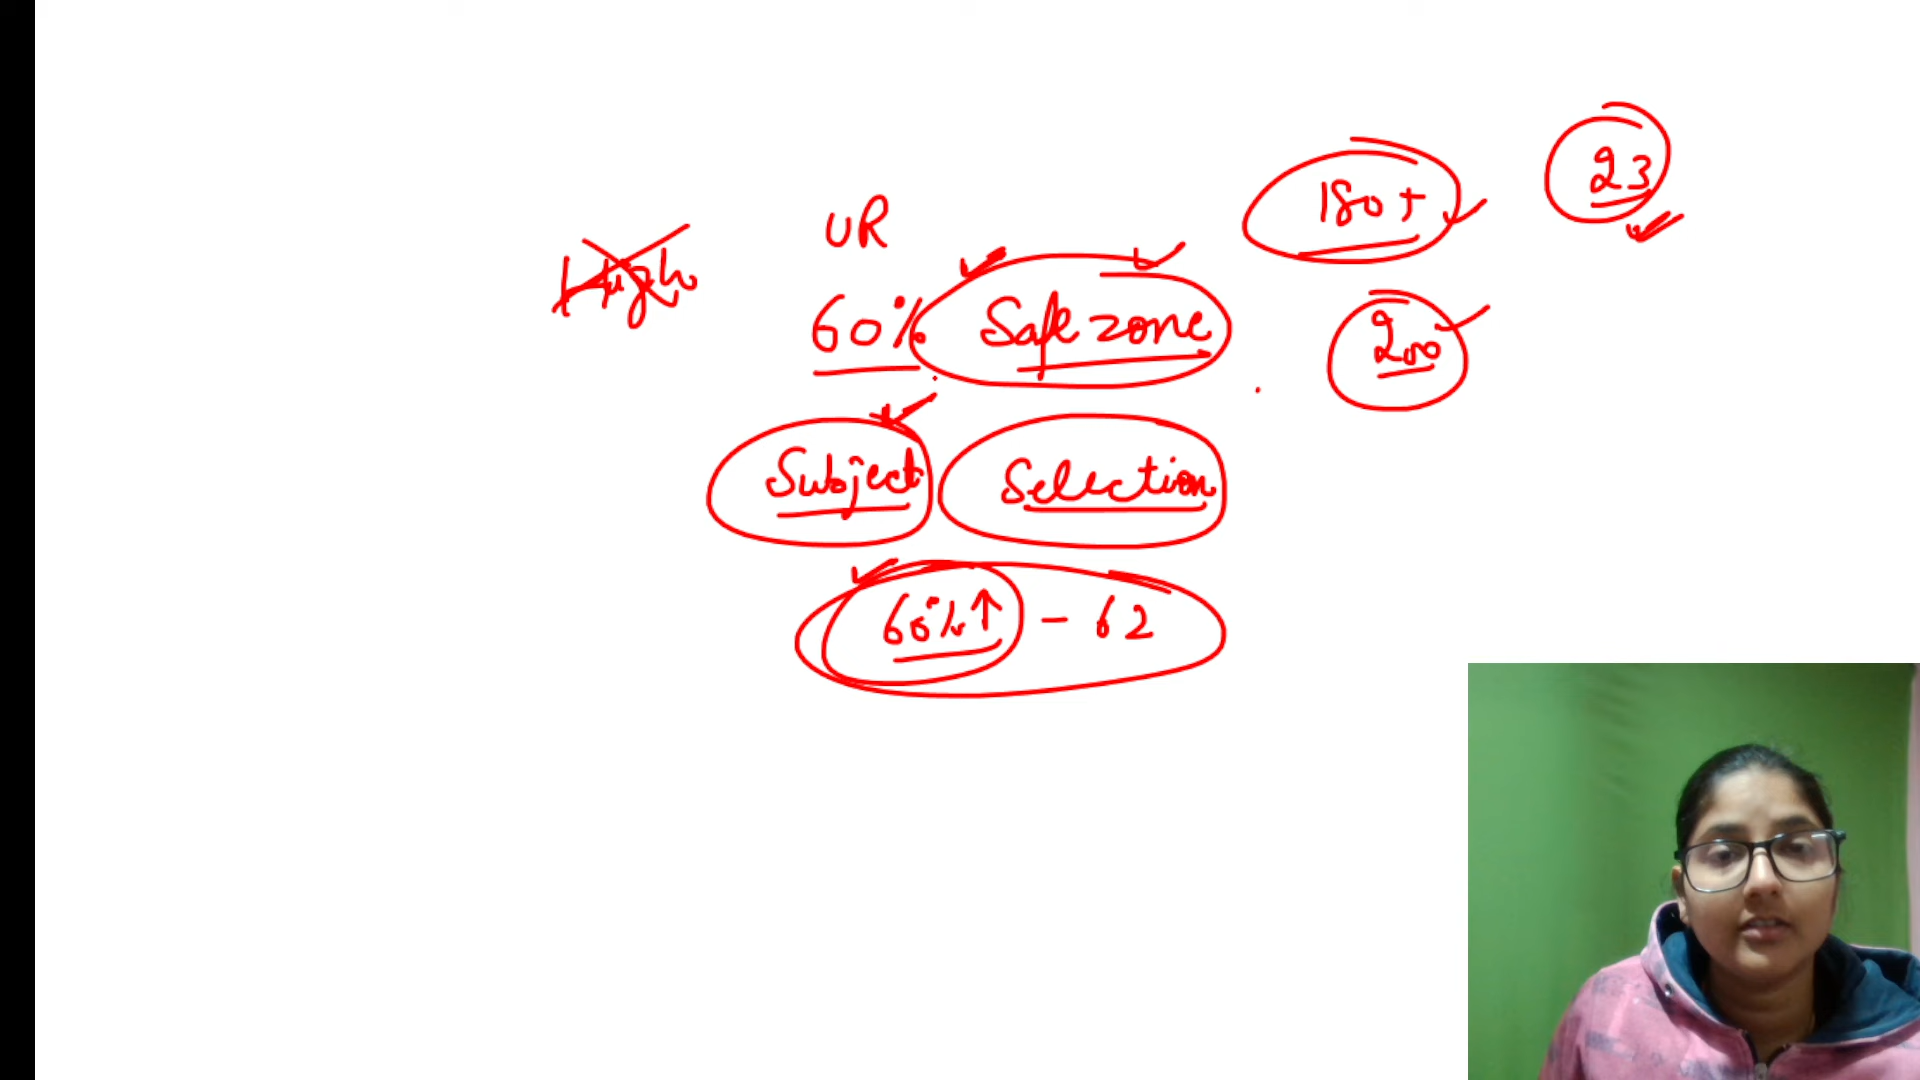 23
180+
UR
High
60% Safe zone
200
Subject Selection
60%↑ - 62